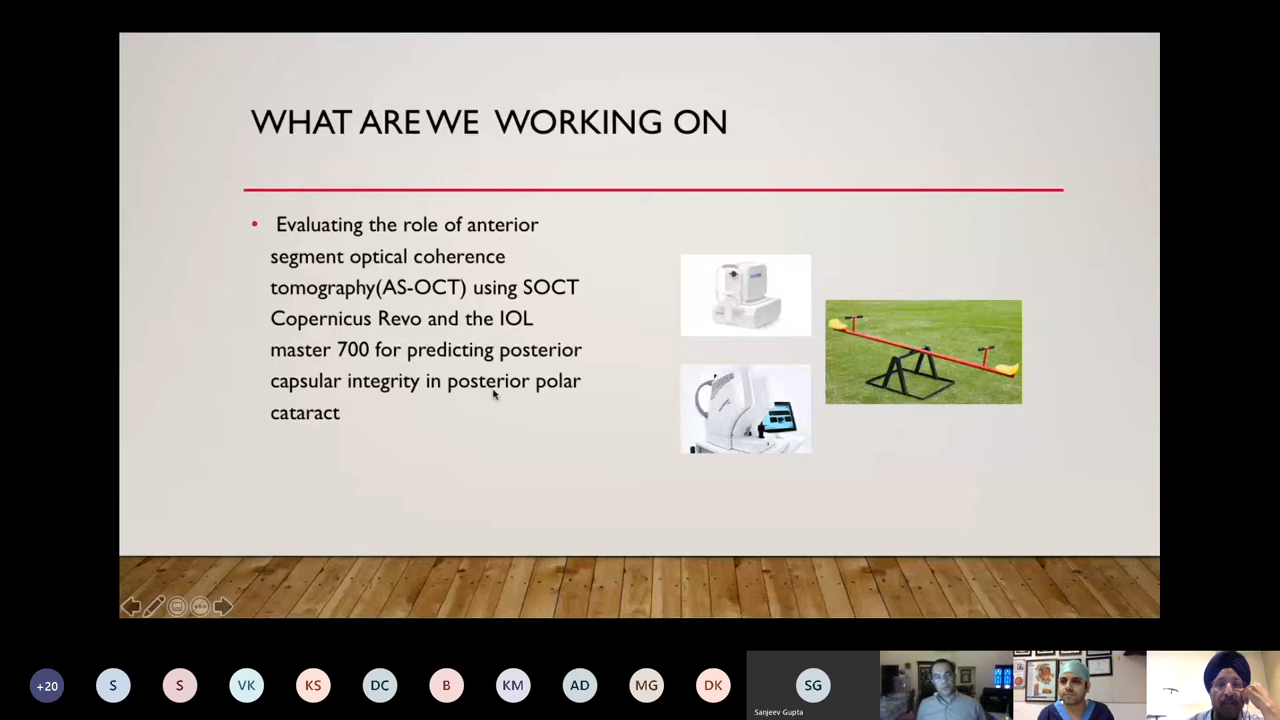 WHAT ARE WE WORKING ON
• Evaluating the role of anterior
segment optical coherence
tomography(AS-OCT) using SOCT
Copernicus Revo and the IOL
master 700 for predicting posterior
capsular integrity in posterior polar
cataract
+20
S
S
VK
KS
DC
B
KM
AD
MG
DK
SG
Sanjeev Gupta